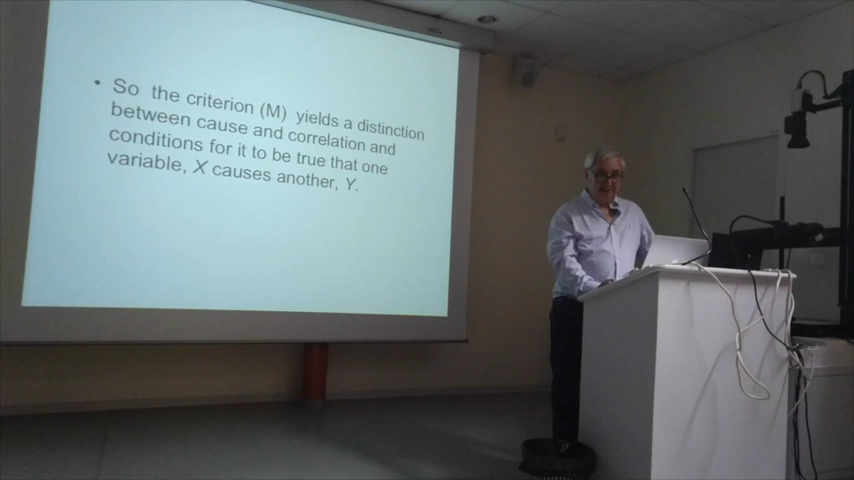 • So the criterion (M) yields a distinction
between cause and correlation and
conditions for it to be true that one
variable, X causes another, Y.